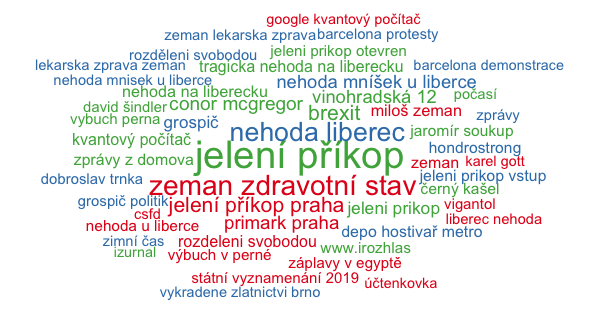 google kvantový počítač
zeman lekarska zprava barcelona protesty
rozděleni svobodou jeleni prikop otevren
lekarska zprava zeman tragicka nehoda na liberecku barcelona demonstrace
nehoda mnisek u liberce nehoda mníšek u liberce
nehoda na liberecku vinohradská 12 počasí
david šindler conor mcgregor brexit miloš zeman zprávy
vybuch perna grospič nehoda liberec jaromír soukup
kvantový počítač hondrostrong
zprávy z domova jelení příkop zeman karel gott
dobroslav trnka zeman zdravotní stav jeleni prikop vstup
černý kašel
grospič politik jelení příkop praha jeleni prikop vigantol
csfd liberec nehoda
nehoda u liberce primark praha depo hostivař metro
zimní čas rozdeleni svobodou www.irozhlas
izurnal výbuch v perné záplavy v egyptě
státní vyznamenání 2019 účtenkovka
vykradene zlatnictvi brno